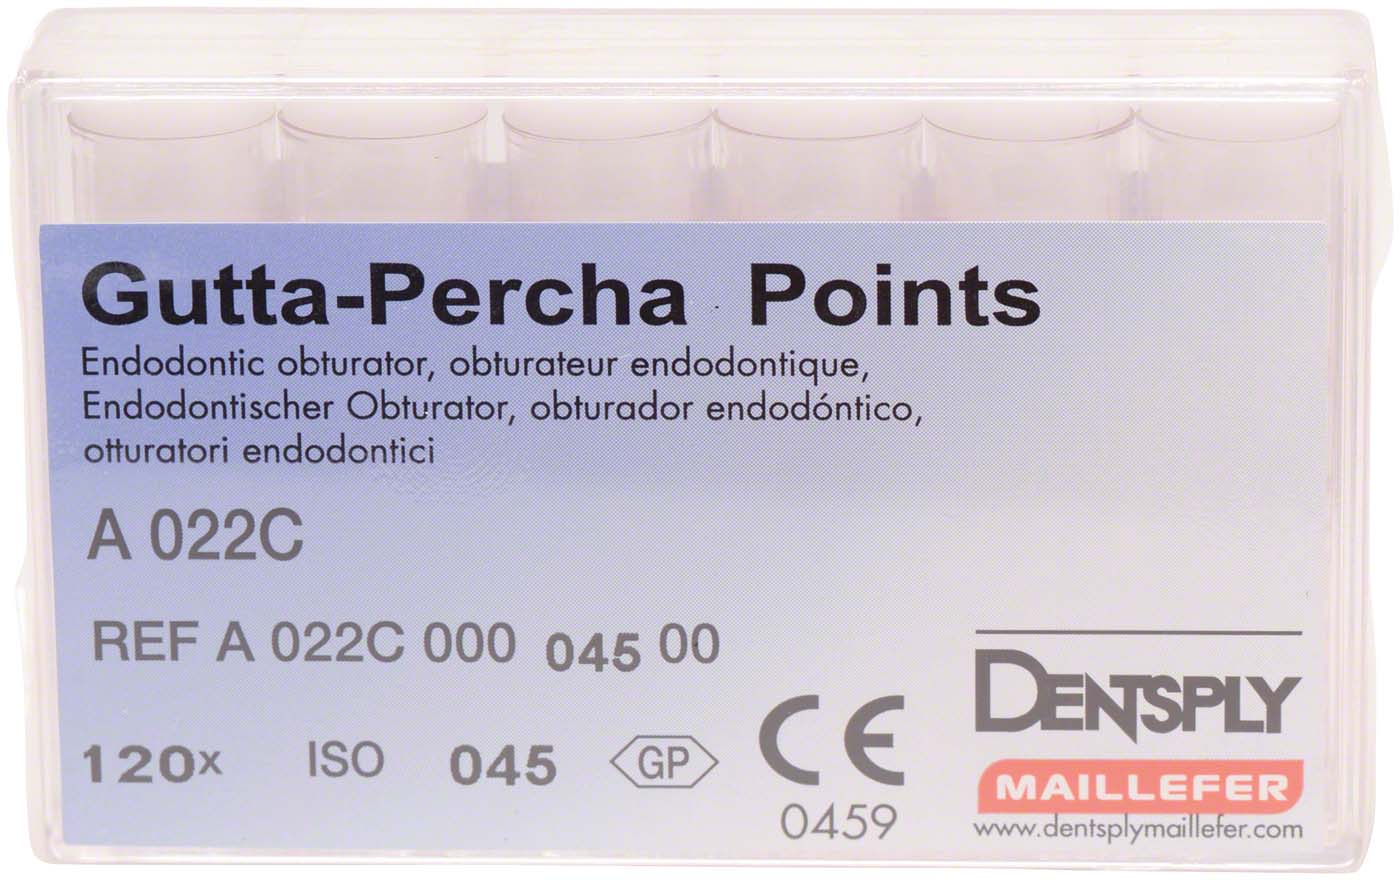 Gutta-Percha Points
Endodontic obturator, obturateur endodontique,
Endodontischer Obturator, obturador endodóntico,
otturatori endodontici
A 022C
REF A 022C 000 045 00
120x ISO 045 GP CE
0459
DENTSPLY
MAILLEFER
www.dentsplymaillefer.com